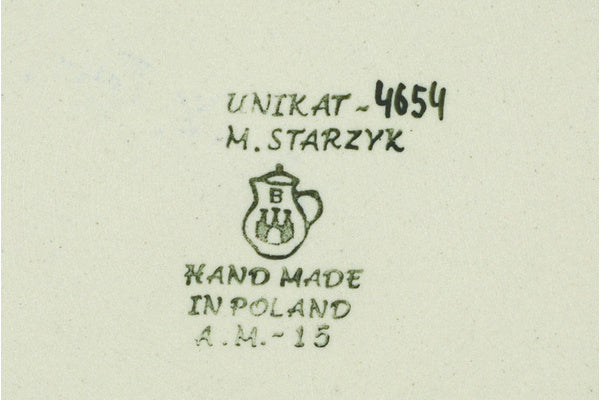 UNIKAT ~ 4654
M. STARZYK
B
HAND MADE
IN POLAND
A.M.-15